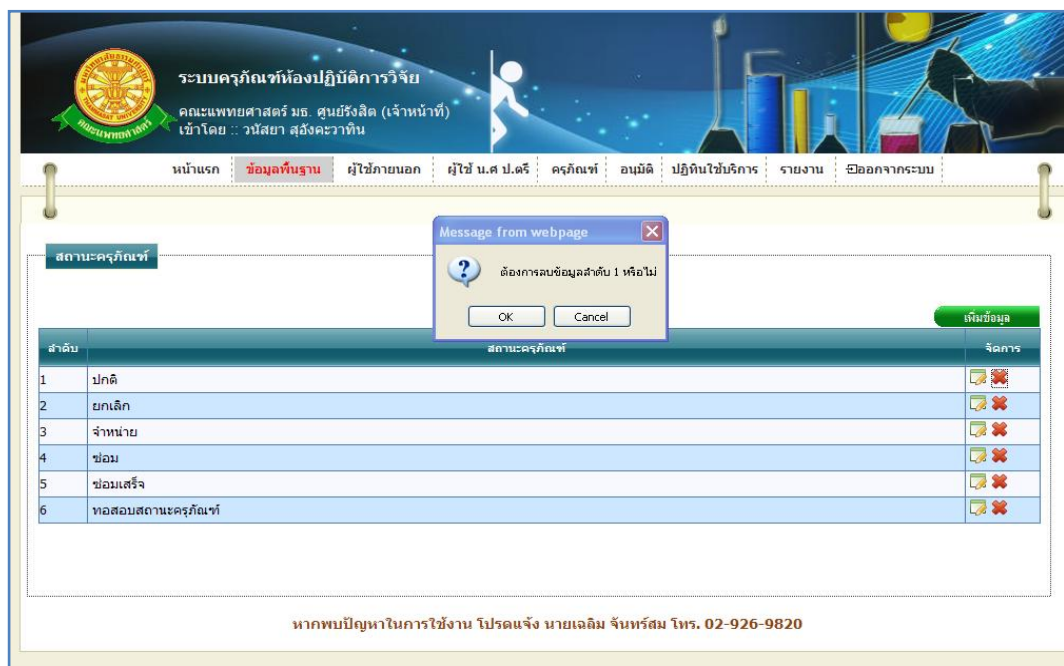 ระบบครุภัณฑ์ห้องปฏิบัติการวิจัย
คณะแพทยศาสตร์ มธ. ศูนย์รังสิต (เจ้าหน้าที่)
เข้าโดย :: วนัสยา สุอังคะวาทิน
คณะแพทยศาสตร์
หน้าแรก ข้อมูลพื้นฐาน ผู้ใช้ภายนอก ผู้ใช้ น.ศ ป.ตรี ครุภัณฑ์ อนุมัติ ปฏิทินใช้บริการ รายงาน ออกจากระบบ
Message from webpage
ต้องการลบข้อมูลลำดับ 1 หรือไม่
OK Cancel
สถานะครุภัณฑ์
เพิ่มข้อมูล
ลำดับ สถานะครุภัณฑ์ จัดการ
1 ปกติ
2 ยกเลิก
3 จำหน่าย
4 ซ่อม
5 ซ่อมเสร็จ
6 ทอสอบสถานะครุภัณฑ์
หากพบปัญหาในการใช้งาน โปรดแจ้ง นายเฉลิม จันทร์สม โทร. 02-926-9820